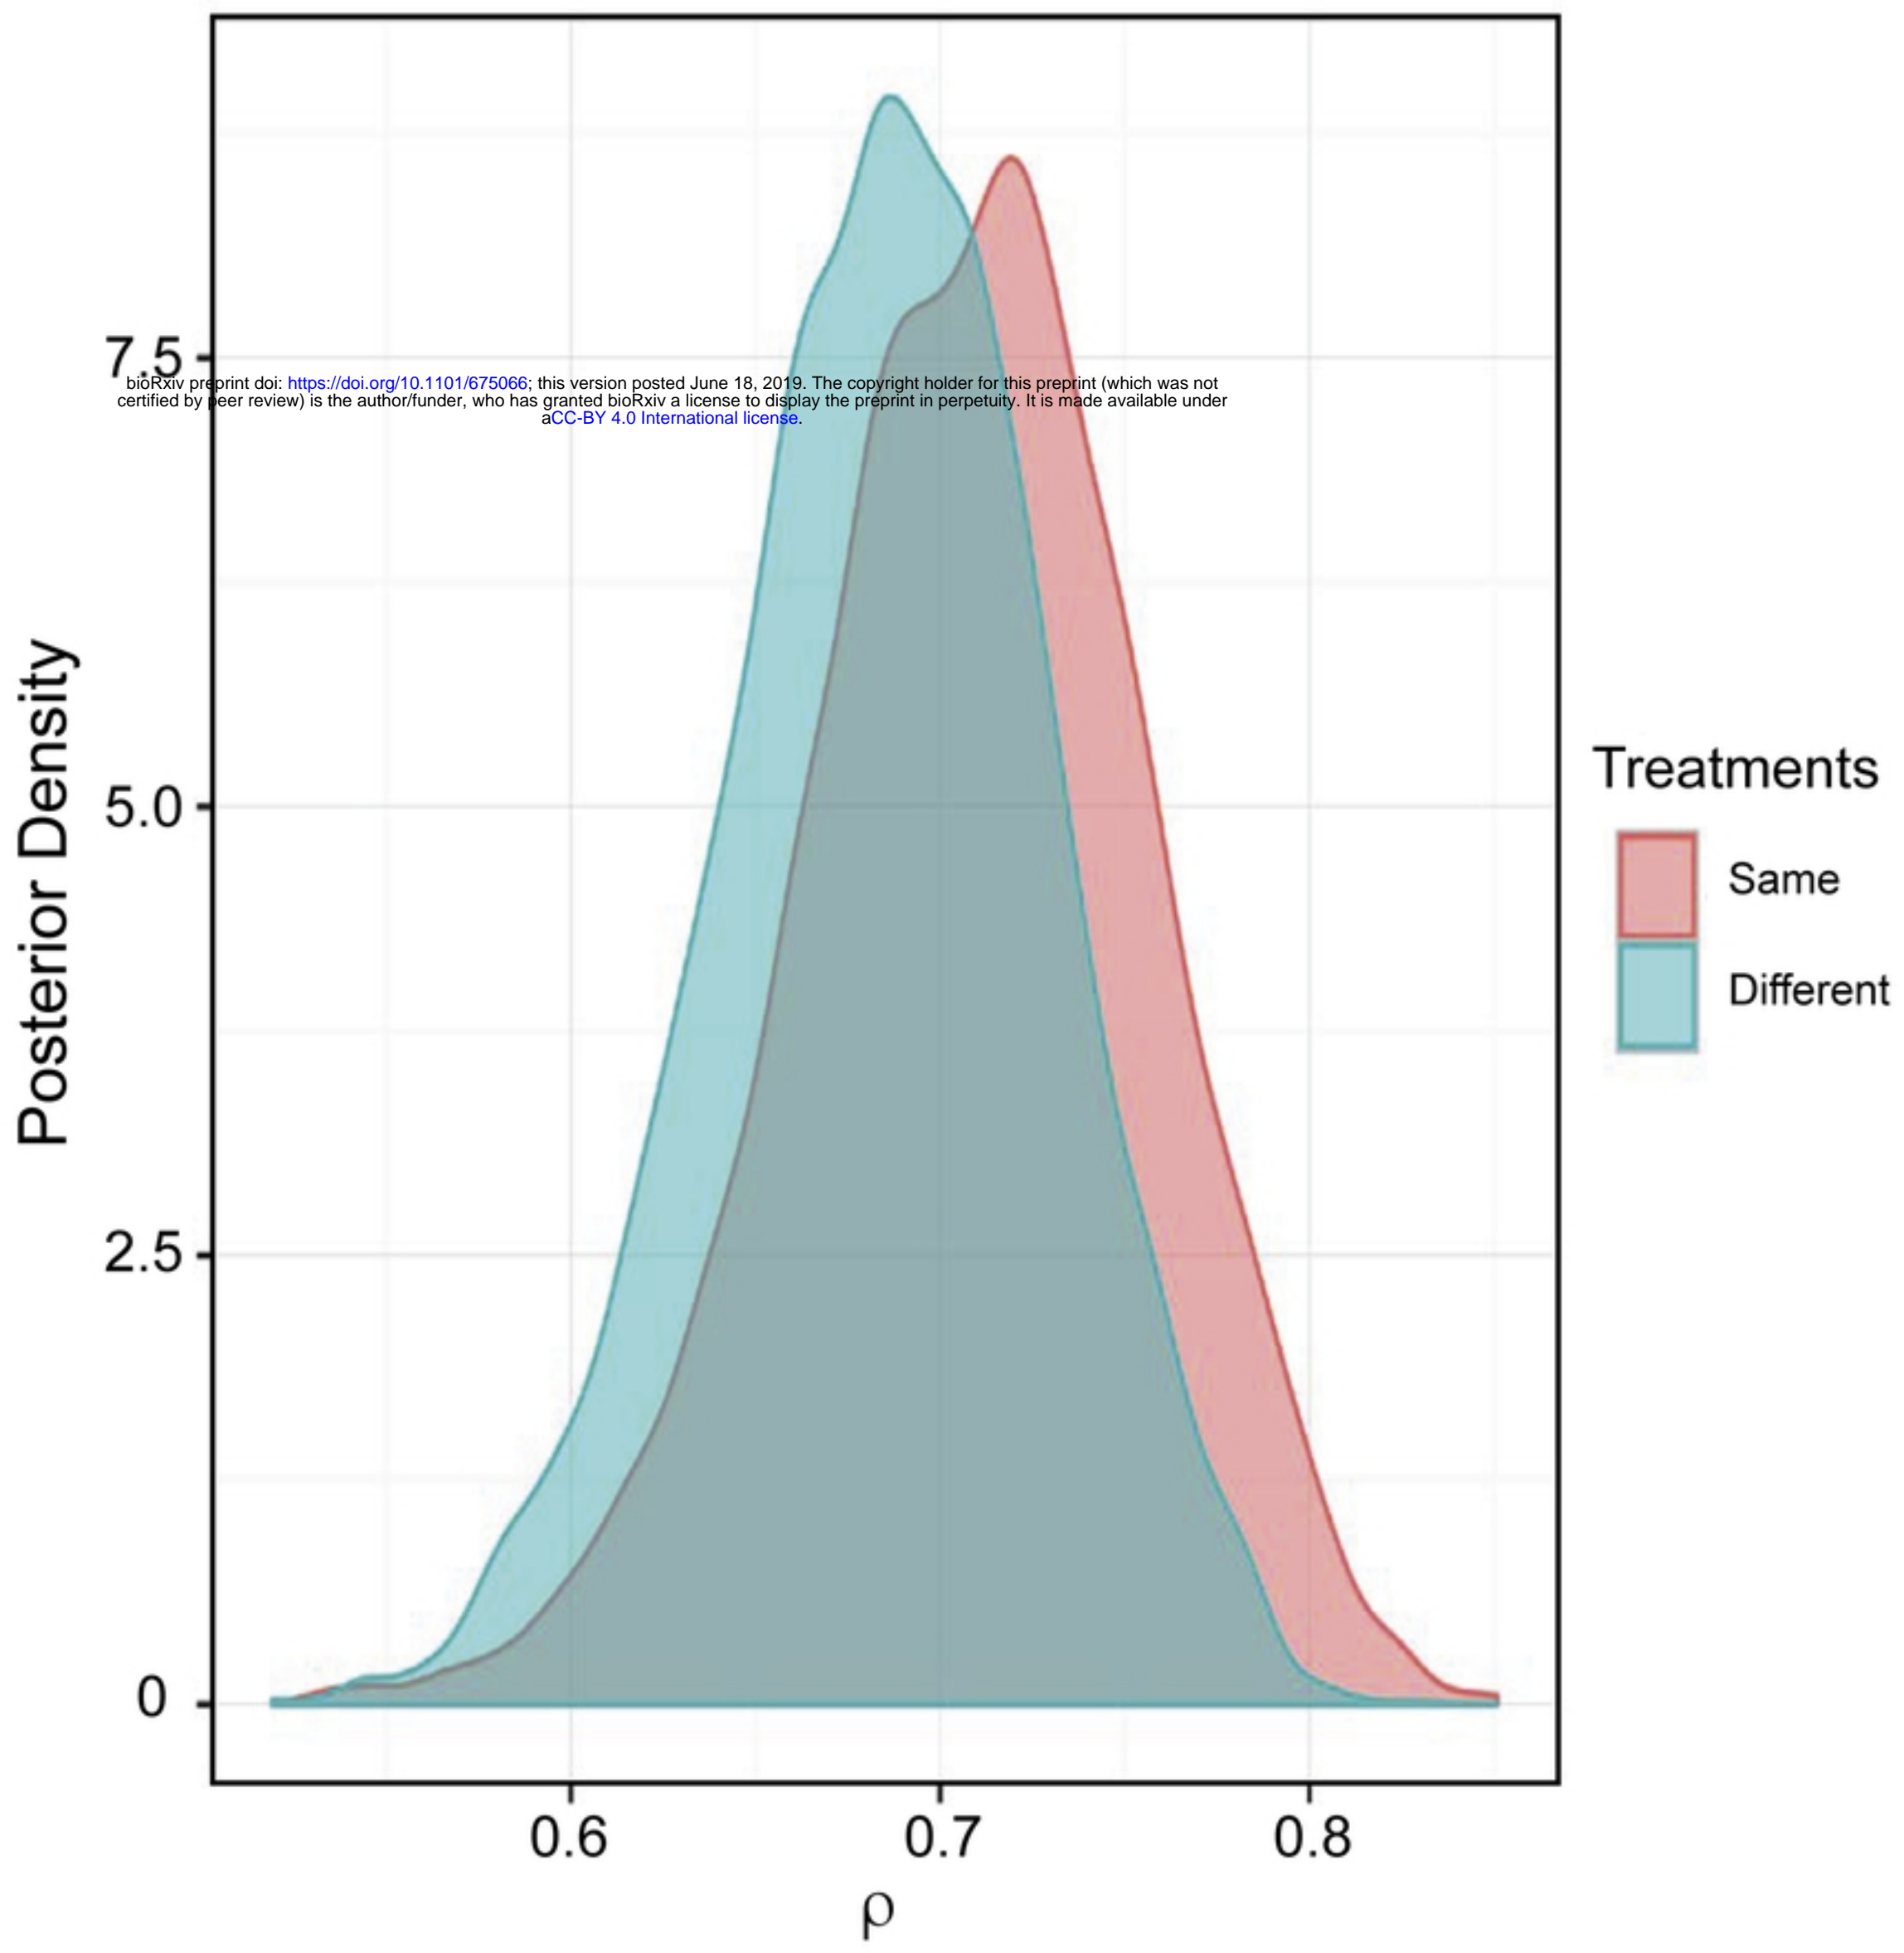 7.5
bioRxiv preprint doi: https://doi.org/10.1101/675066; this version posted June 18, 2019. The copyright holder for this preprint (which was not
certified by peer review) is the author/funder, who has granted bioRxiv a license to display the preprint in perpetuity. It is made available under
aCC-BY 4.0 International license.
Posterior Density
5.0
2.5
0
0.6
0.7
0.8
ρ
Treatments
Same
Different